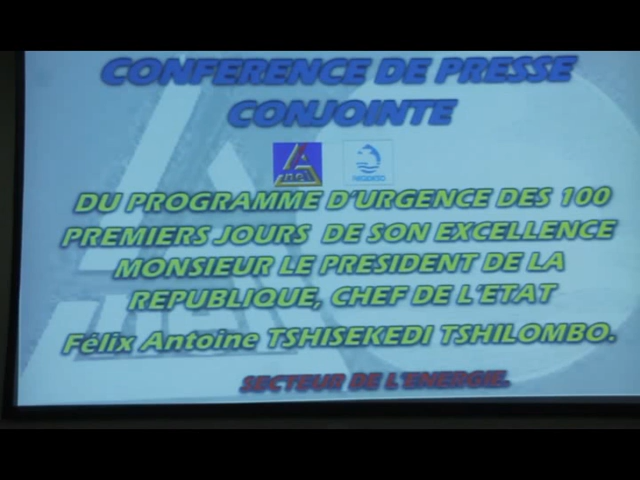 CONFERENCE DE PRESSE
CONJOINTE
DU PROGRAMME D'URGENCE DES 100
PREMIERS JOURS DE SON EXCELLENCE
MONSIEUR LE PRESIDENT DE LA
REPUBLIQUE, CHEF DE L'ETAT
Félix Antoine TSHISEKEDI TSHILOMBO.
SECTEUR DE L'ENERGIE.